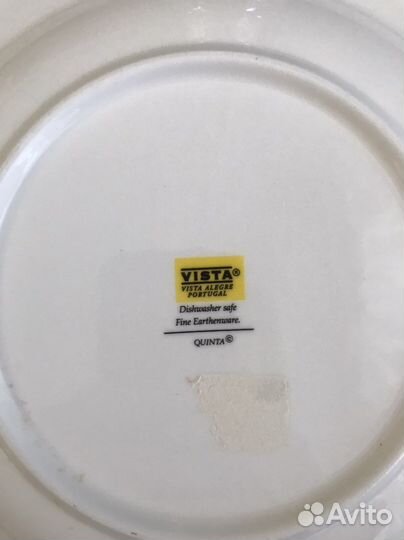 VISTA®
VISTA ALEGRE
PORTUGAL
Dishwasher safe
Fine Earthenware.
QUINTA©
Avito